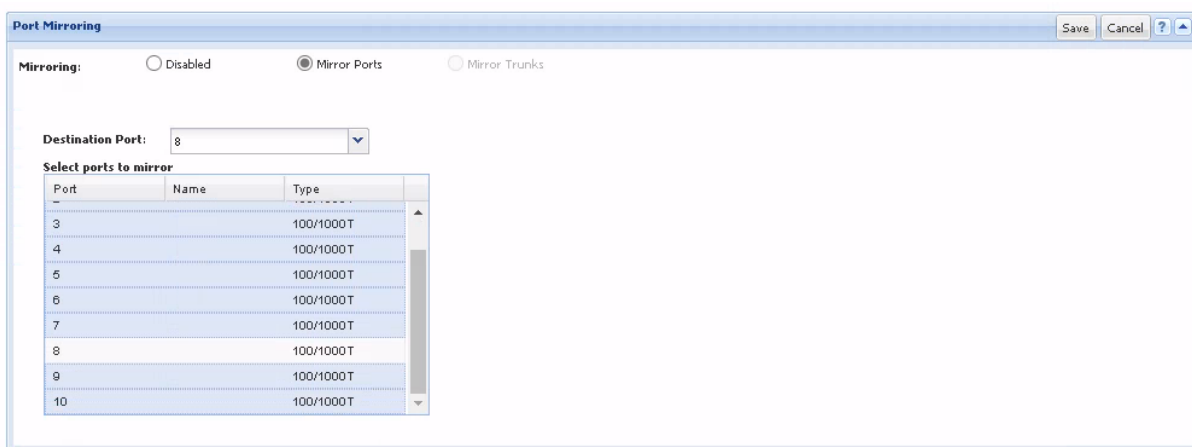 Port Mirroring Save Cancel ?
Mirroring: Disabled Mirror Ports Mirror Trunks
Destination Port: 8
Select ports to mirror
Port Name Type
3 100/1000T
4 100/1000T
5 100/1000T
6 100/1000T
7 100/1000T
8 100/1000T
9 100/1000T
10 100/1000T